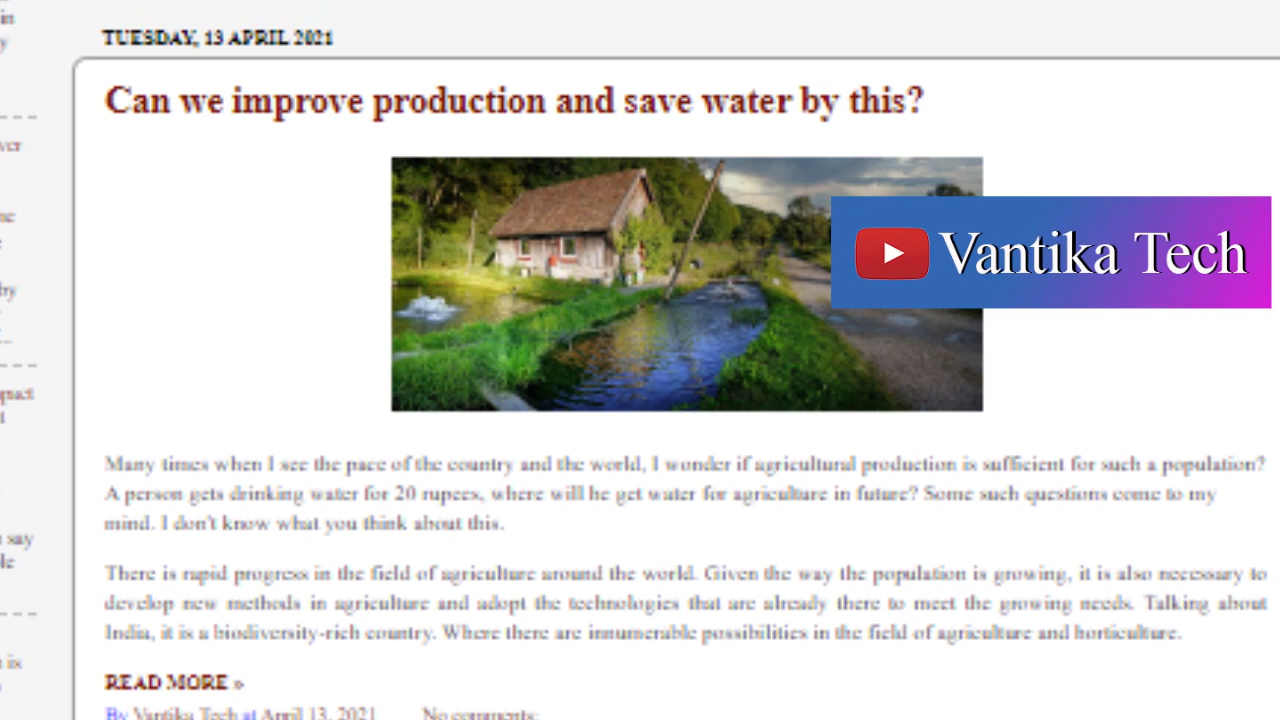 in
TUESDAY, 13 APRIL 2021
Can we improve production and save water by this?
Vantika Tech
by
say
is
Many times when I see the pace of the country and the world, I wonder if agricultural production is sufficient for such a population?
A person gets drinking water for 20 rupees, where will he get water for agriculture in future? Some such questions come to my
mind. I don't know what you think about this.
There is rapid progress in the field of agriculture around the world. Given the way the population is growing, it is also necessary to
develop new methods in agriculture and adopt the technologies that are already there to meet the growing needs. Talking about
India, it is a biodiversity-rich country. Where there are innumerable possibilities in the field of agriculture and horticulture.
READ MORE »
By Vantika Tech at April 13, 2021 No comments: